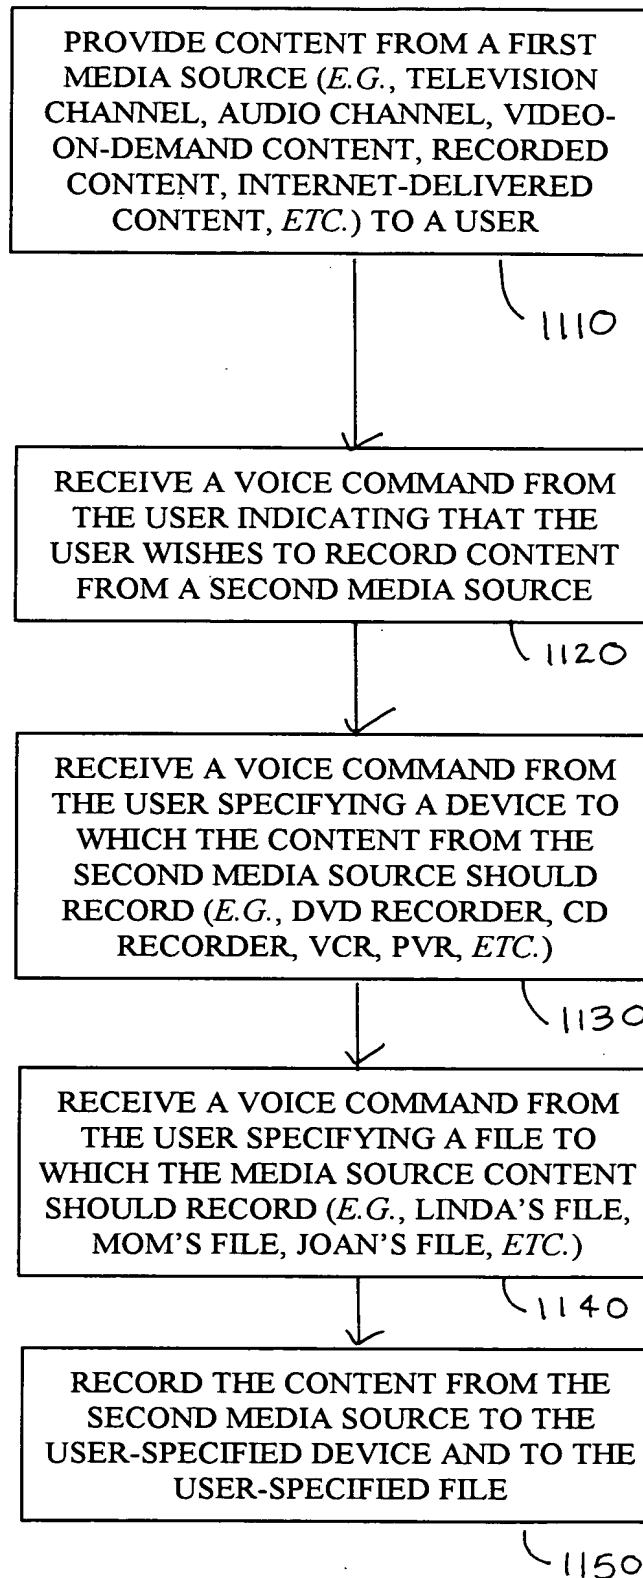 PROVIDE CONTENT FROM A FIRST
MEDIA SOURCE (E.G., TELEVISION
CHANNEL, AUDIO CHANNEL, VIDEO-
ON-DEMAND CONTENT, RECORDED
CONTENT, INTERNET-DELIVERED
CONTENT, ETC.) TO A USER
1110
RECEIVE A VOICE COMMAND FROM
THE USER INDICATING THAT THE
USER WISHES TO RECORD CONTENT
FROM A SECOND MEDIA SOURCE
1120
RECEIVE A VOICE COMMAND FROM
THE USER SPECIFYING A DEVICE TO
WHICH THE CONTENT FROM THE
SECOND MEDIA SOURCE SHOULD
RECORD (E.G., DVD RECORDER, CD
RECORDER, VCR, PVR, ETC.)
1130
RECEIVE A VOICE COMMAND FROM
THE USER SPECIFYING A FILE TO
WHICH THE MEDIA SOURCE CONTENT
SHOULD RECORD (E.G., LINDA'S FILE,
MOM'S FILE, JOAN'S FILE, ETC.)
1140
RECORD THE CONTENT FROM THE
SECOND MEDIA SOURCE TO THE
USER-SPECIFIED DEVICE AND TO THE
USER-SPECIFIED FILE
1150